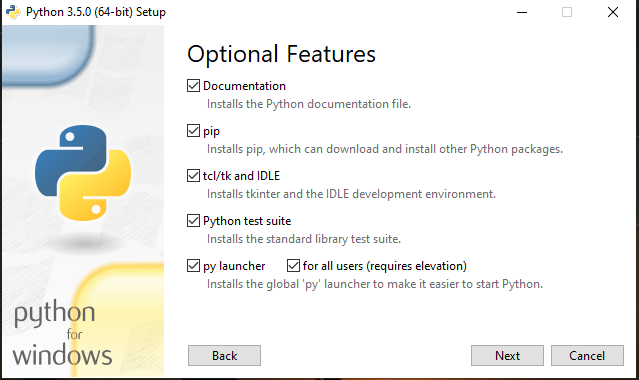 Python 3.5.0 (64-bit) Setup
Optional Features
Documentation
Installs the Python documentation file.
pip
Installs pip, which can download and install other Python packages.
tcl/tk and IDLE
Installs tkinter and the IDLE development environment.
Python test suite
Installs the standard library test suite.
py launcher for all users (requires elevation)
Installs the global 'py' launcher to make it easier to start Python.
python
for
windows
Back Next Cancel